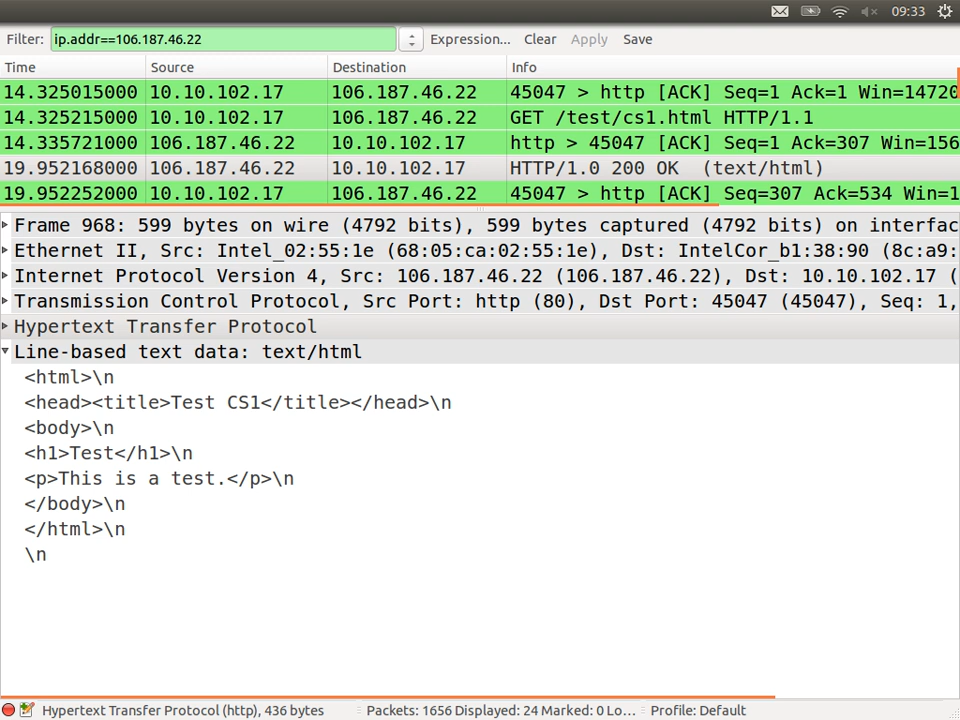 09:33
Filter: ip.addr==106.187.46.22 Expression... Clear Apply Save
Time Source Destination Info
14.325015000 10.10.102.17 106.187.46.22 45047 > http [ACK] Seq=1 Ack=1 Win=14720
14.325215000 10.10.102.17 106.187.46.22 GET /test/cs1.html HTTP/1.1
14.335721000 106.187.46.22 10.10.102.17 http > 45047 [ACK] Seq=1 Ack=307 Win=156
19.952168000 106.187.46.22 10.10.102.17 HTTP/1.0 200 OK (text/html)
19.952252000 10.10.102.17 106.187.46.22 45047 > http [ACK] Seq=307 Ack=534 Win=1
Frame 968: 599 bytes on wire (4792 bits), 599 bytes captured (4792 bits) on interfac
Ethernet II, Src: Intel_02:55:1e (68:05:ca:02:55:1e), Dst: IntelCor_b1:38:90 (8c:a9:
Internet Protocol Version 4, Src: 106.187.46.22 (106.187.46.22), Dst: 10.10.102.17 (
Transmission Control Protocol, Src Port: http (80), Dst Port: 45047 (45047), Seq: 1,
Hypertext Transfer Protocol
Line-based text data: text/html
<html>\n
<head><title>Test CS1</title></head>\n
<body>\n
<h1>Test</h1>\n
<p>This is a test.</p>\n
</body>\n
</html>\n
\n
Hypertext Transfer Protocol (http), 436 bytes Packets: 1656 Displayed: 24 Marked: 0 Lo... Profile: Default